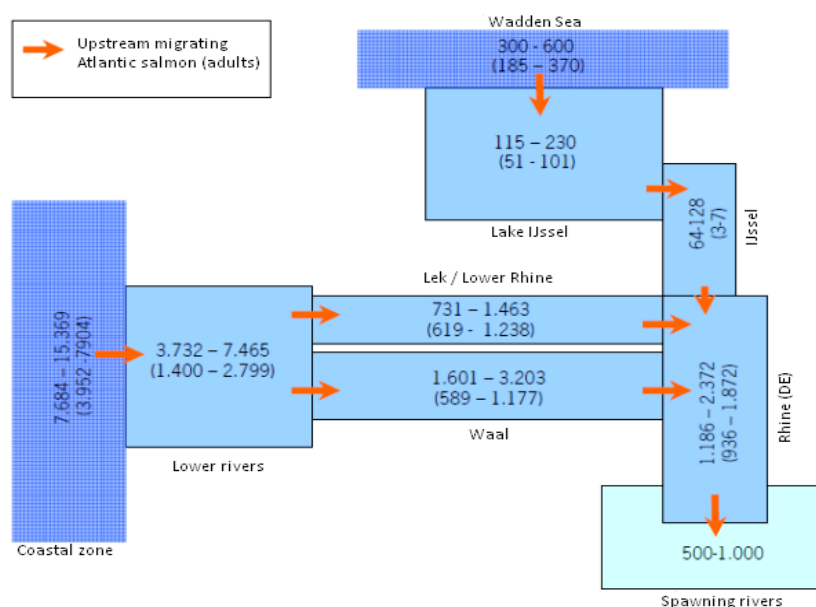 Upstream migrating
Atlantic salmon (adults)
Wadden Sea
300 - 600
(185 – 370)
115 – 230
(51 - 101)
Lake IJssel
64-128
(3-7)
IJssel
Lek / Lower Rhine
731 – 1.463
(619 - 1.238)
7.684 – 15.369
(3.952 -7904)
Coastal zone
3.732 – 7.465
(1.400 – 2.799)
Lower rivers
1.601 – 3.203
(589 – 1.177)
Waal
1.186 – 2.372
(936 – 1.872)
Rhine (DE)
500-1.000
Spawning rivers